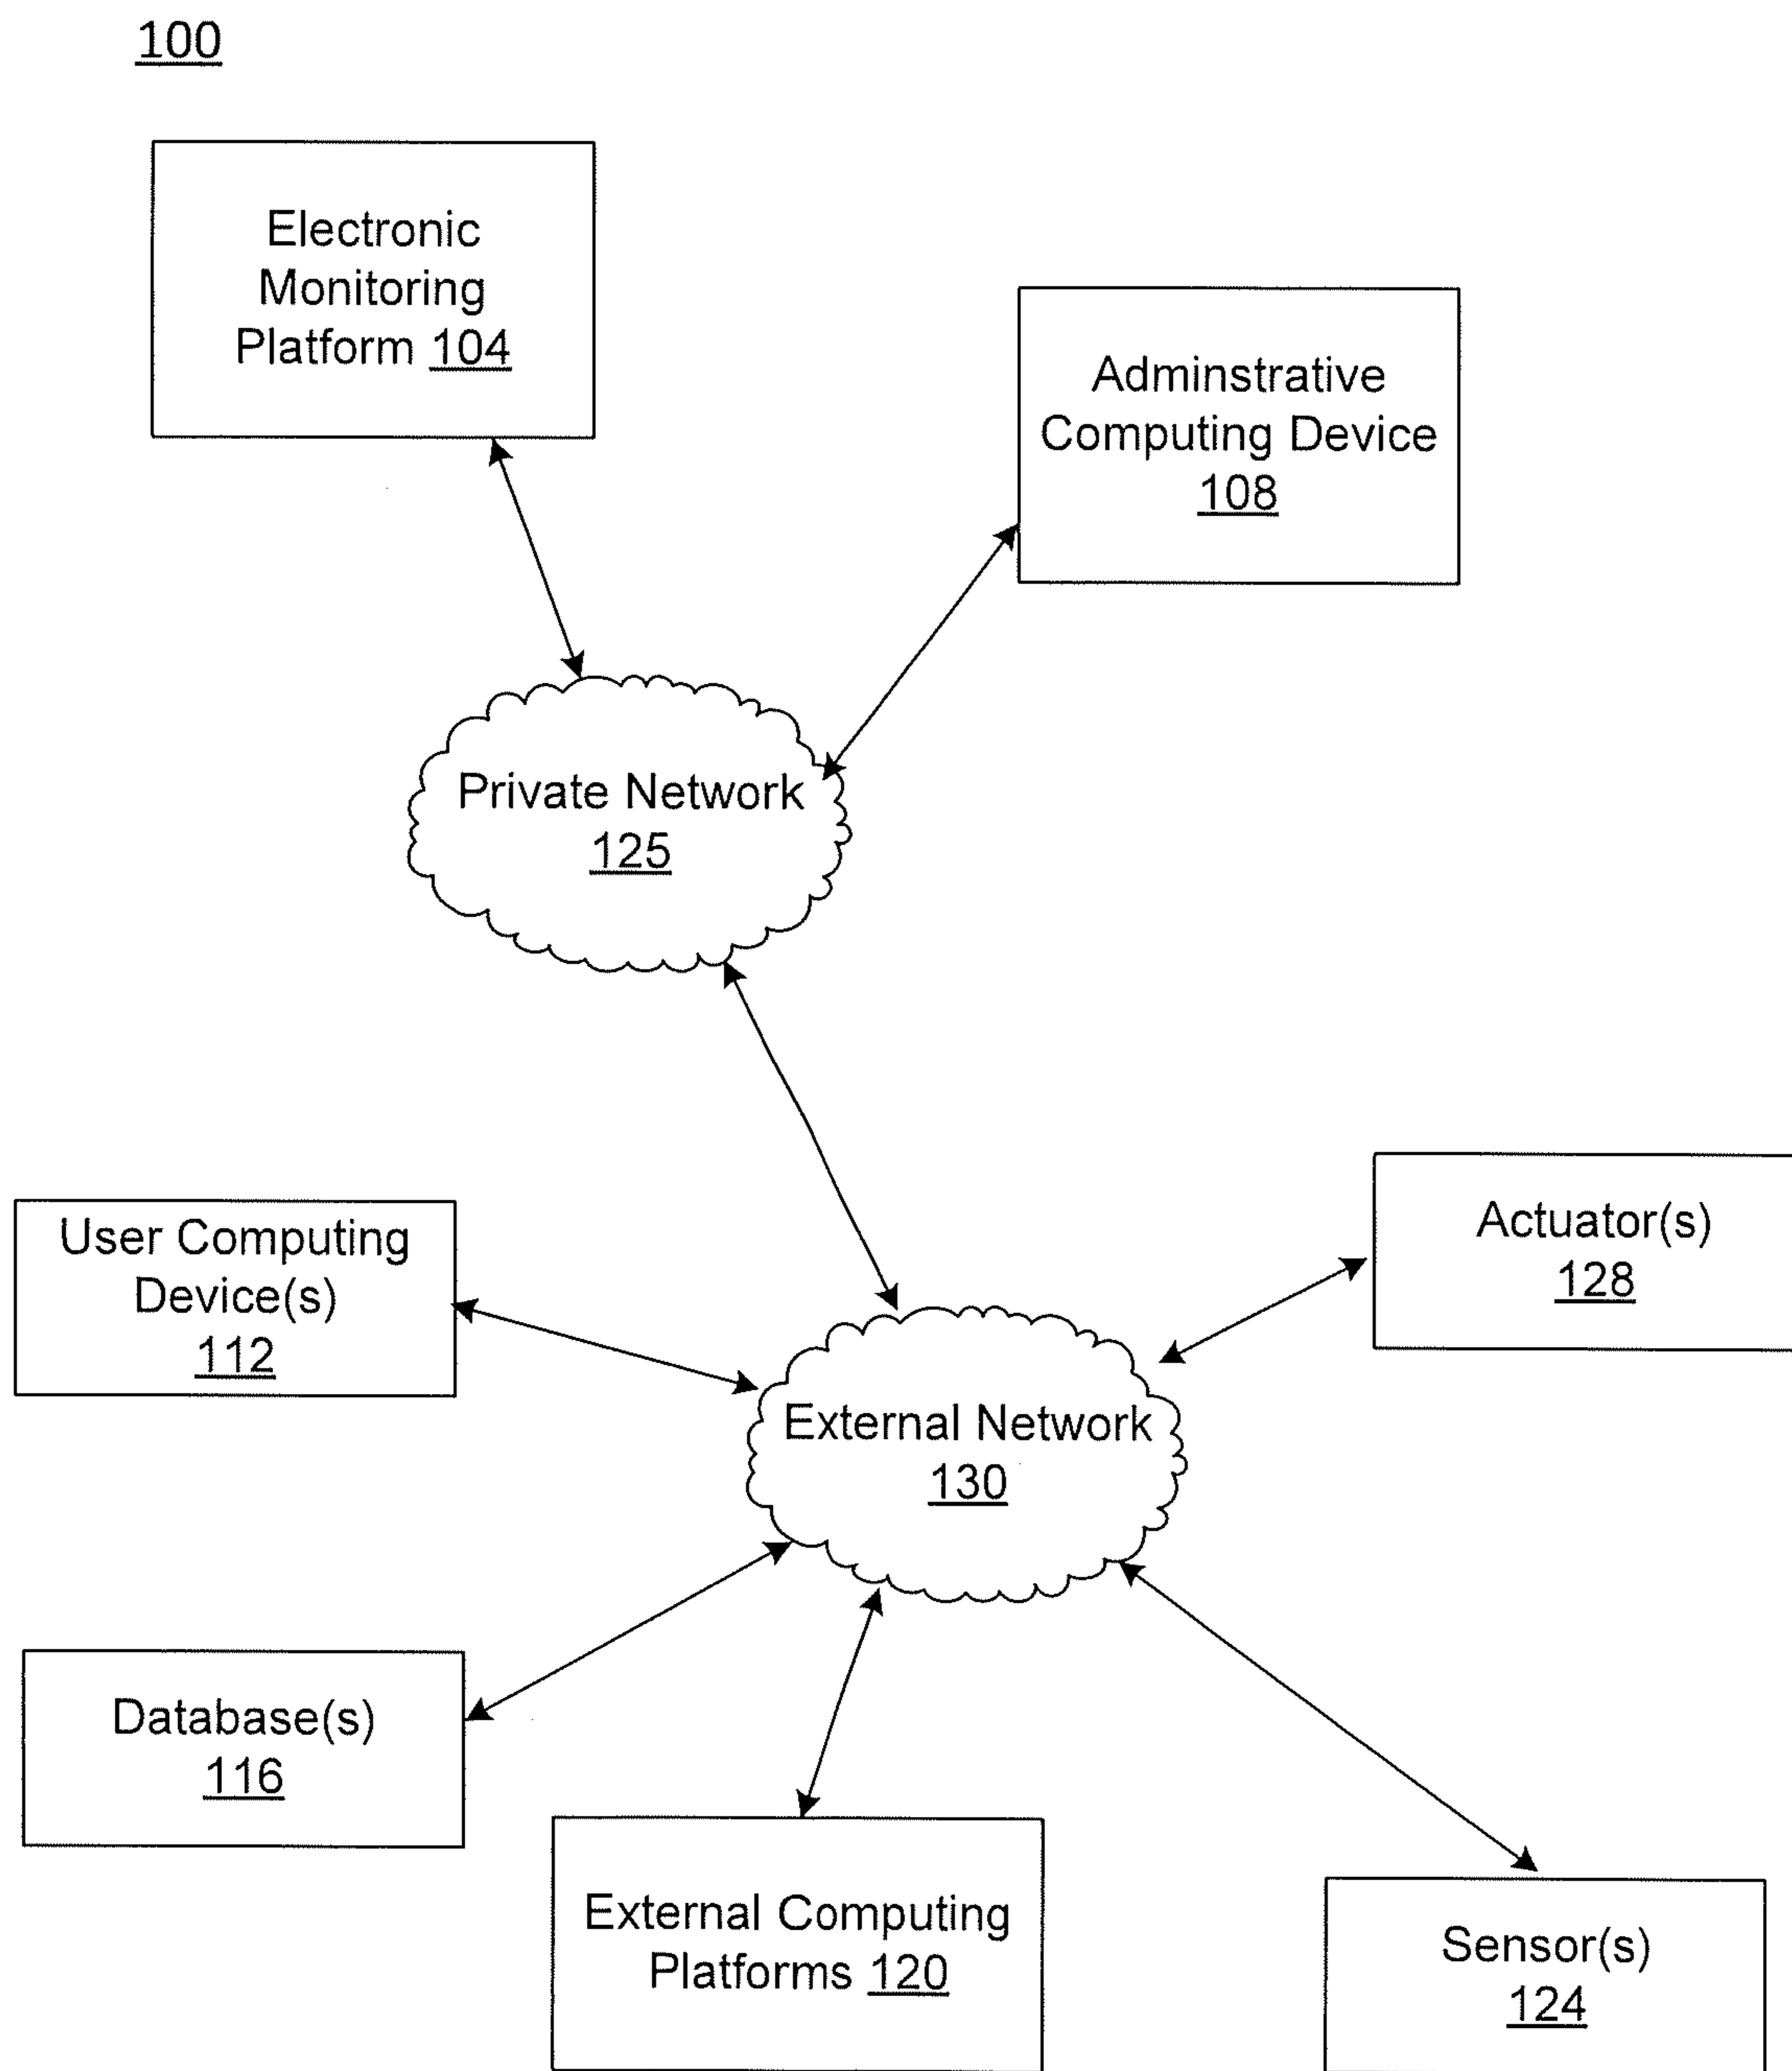 100
Electronic
Monitoring
Platform 104
Adminstrative
Computing Device
108
Private Network
125
User Computing
Device(s)
112
Actuator(s)
128
External Network
130
Database(s)
116
External Computing
Platforms 120
Sensor(s)
124